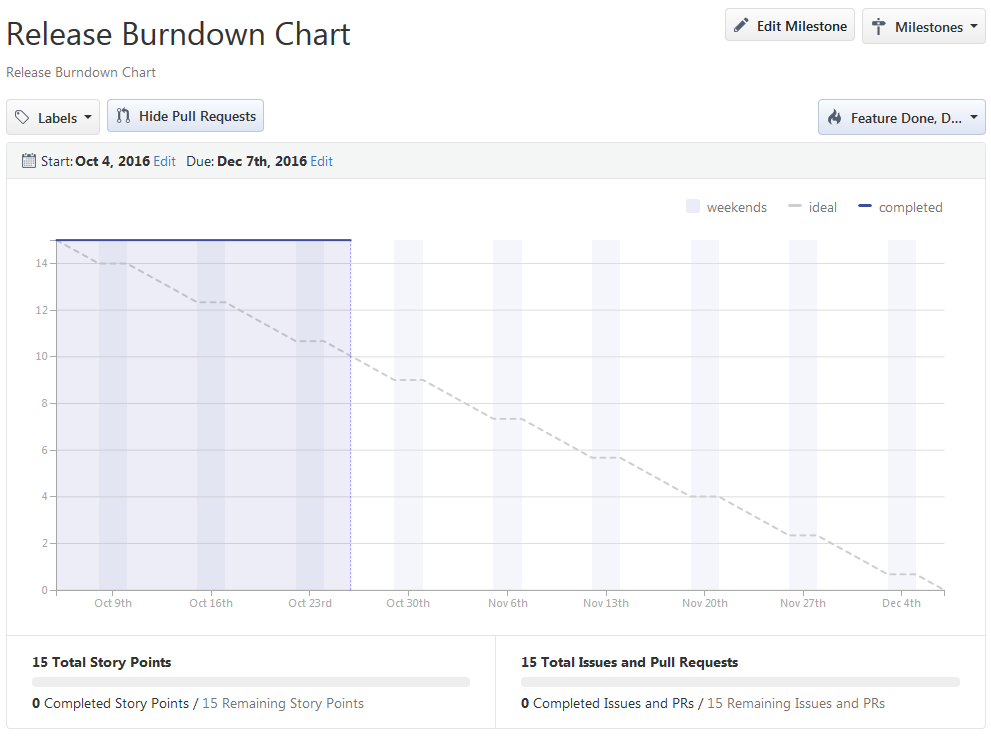 Release Burndown Chart
Edit Milestone
Milestones
Release Burndown Chart
Labels
Hide Pull Requests
Feature Done, D...
Start: Oct 4, 2016 Edit Due: Dec 7th, 2016 Edit
weekends ideal completed
14
12
10
8
6
4
2
0
Oct 9th Oct 16th Oct 23rd Oct 30th Nov 6th Nov 13th Nov 20th Nov 27th Dec 4th
15 Total Story Points
0 Completed Story Points / 15 Remaining Story Points
15 Total Issues and Pull Requests
0 Completed Issues and PRs / 15 Remaining Issues and PRs